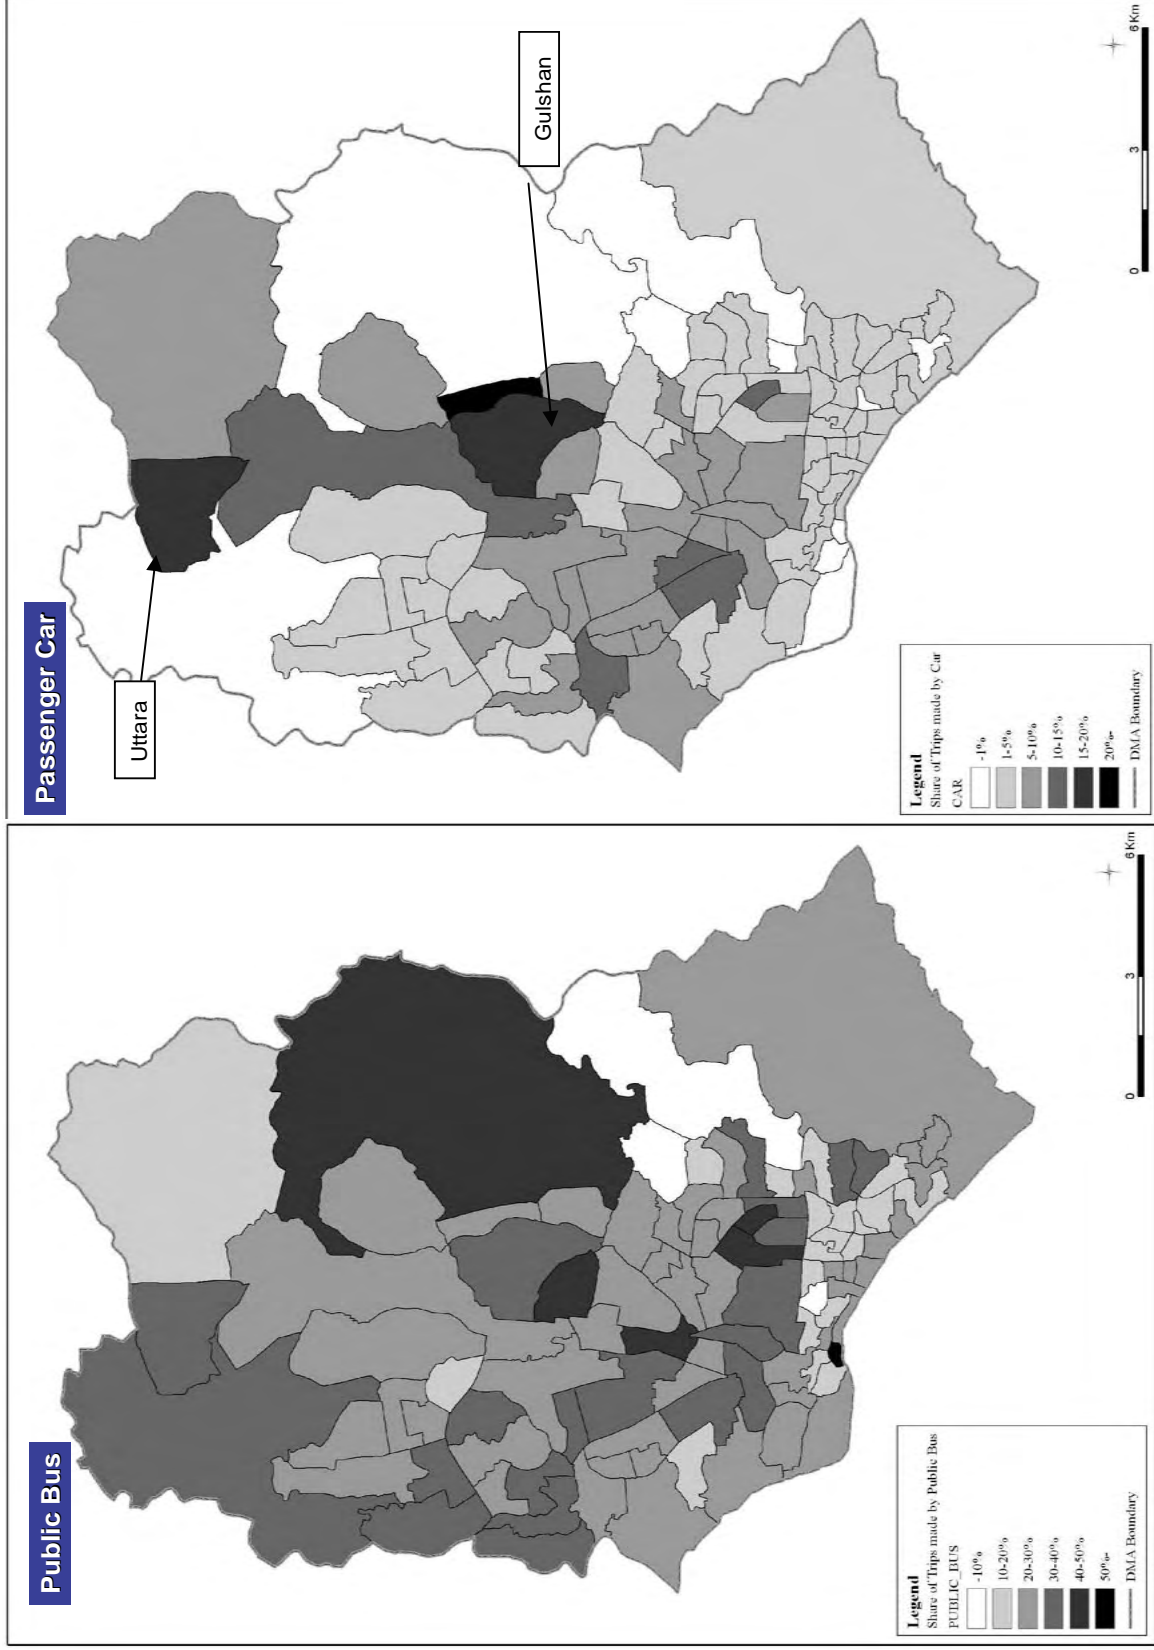 Public Bus
Legend
Share of Trips made by Public Bus
PUBLIC_BUS
-10%
10-20%
20-30%
30-40%
40-50%
50%-
DMA Boundary
0 3 6 Km
Passenger Car
Uttara
Gulshan
Legend
Share of Trips made by Car
CAR
-1%
1-5%
5-10%
10-15%
15-20%
20%-
DMA Boundary
0 3 6 Km